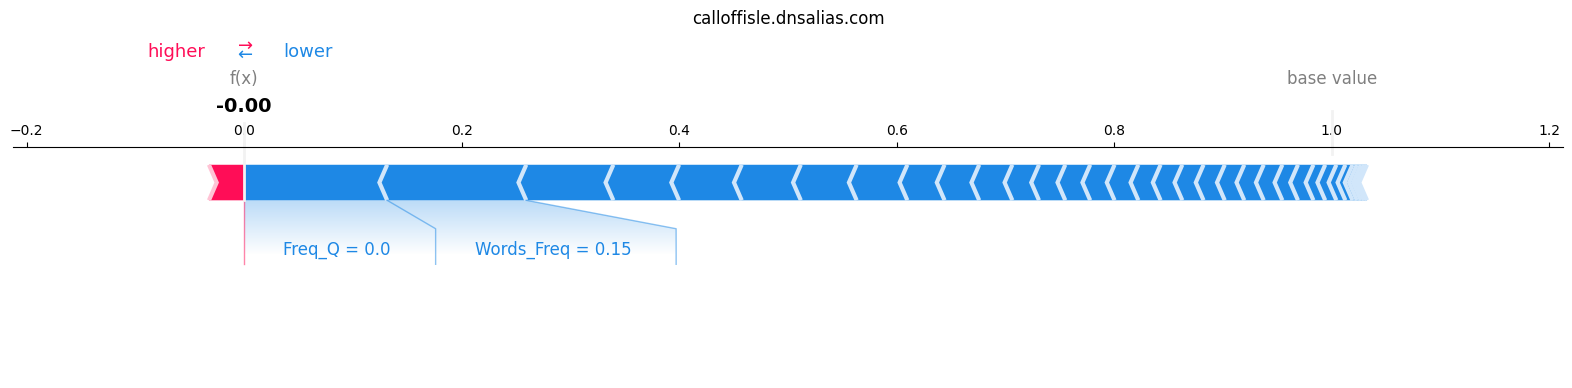 calloffisle.dnsalias.com
higher ⇄ lower
f(x) base value
-0.00
−0.2 0.0 0.2 0.4 0.6 0.8 1.0 1.2
Freq_Q = 0.0 Words_Freq = 0.15